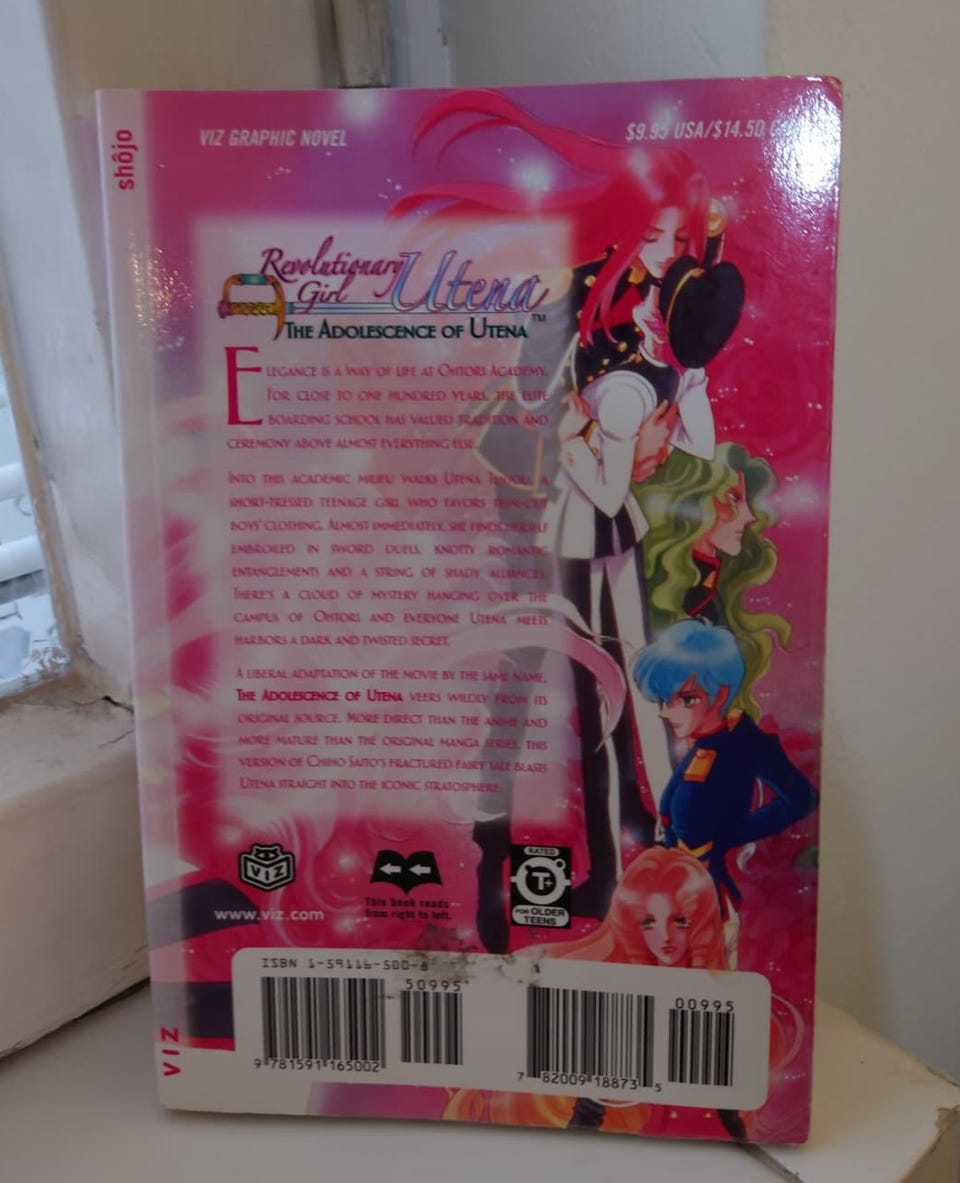 shôjo
VIZ GRAPHIC NOVEL
$9.95 USA/$14.50
Revolutionary
Girl Utena
THE ADOLESCENCE OF UTENA™
ELEGANCE IS A WAY OF LIFE AT OHTORI ACADEMY.
FOR CLOSE TO ONE HUNDRED YEARS, THE ELITE
BOARDING SCHOOL HAS VALUED TRADITION AND
CEREMONY ABOVE ALMOST EVERYTHING ELSE.
INTO THIS ACADEMIC MILIEU WALKS UTENA TENJOU, A
SHORT-TRESSED TEENAGE GIRL WHO FAVORS TRIM-CUT
BOYS' CLOTHING. ALMOST IMMEDIATELY, SHE FINDS HERSELF
EMBROILED IN SWORD DUELS, KNOTTY ROMANTIC
ENTANGLEMENTS AND A STRING OF SHADY ALLIANCES.
THERE'S A CLOUD OF MYSTERY HANGING OVER THE
CAMPUS OF OHTORI AND EVERYONE UTENA MEETS
HARBORS A DARK AND TWISTED SECRET.
A LIBERAL ADAPTATION OF THE MOVIE BY THE SAME NAME,
THE ADOLESCENCE OF UTENA VEERS WILDLY FROM ITS
ORIGINAL SOURCE. MORE DIRECT THAN THE ANIME AND
MORE MATURE THAN THE ORIGINAL MANGA SERIES, THIS
VERSION OF CHIHO SAITO'S FRACTURED FAIRY TALE BLASTS
UTENA STRAIGHT INTO THE ICONIC STRATOSPHERE.
VIZ
www.viz.com
This book reads
from right to left.
RATED
T+
FOR OLDER
TEENS
ISBN 1-59116-500-8
50995
9 781591 165002
00995
7 82009 18873 5
VIZ